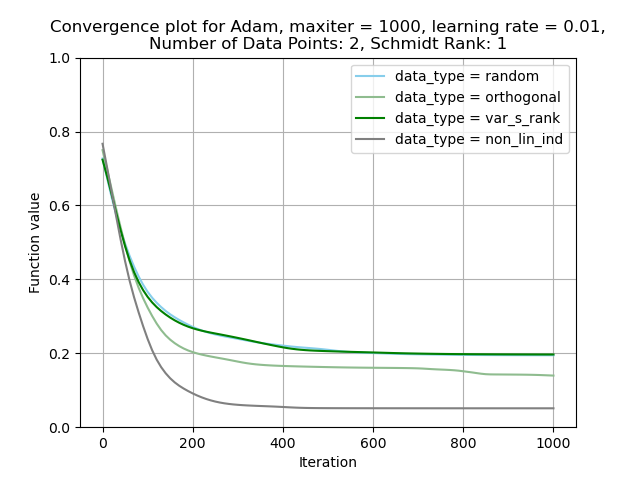 Convergence plot for Adam, maxiter = 1000, learning rate = 0.01,
Number of Data Points: 2, Schmidt Rank: 1
data_type = random
data_type = orthogonal
data_type = var_s_rank
data_type = non_lin_ind
Function value
1.0
0.8
0.6
0.4
0.2
0.0
0 200 400 600 800 1000
Iteration